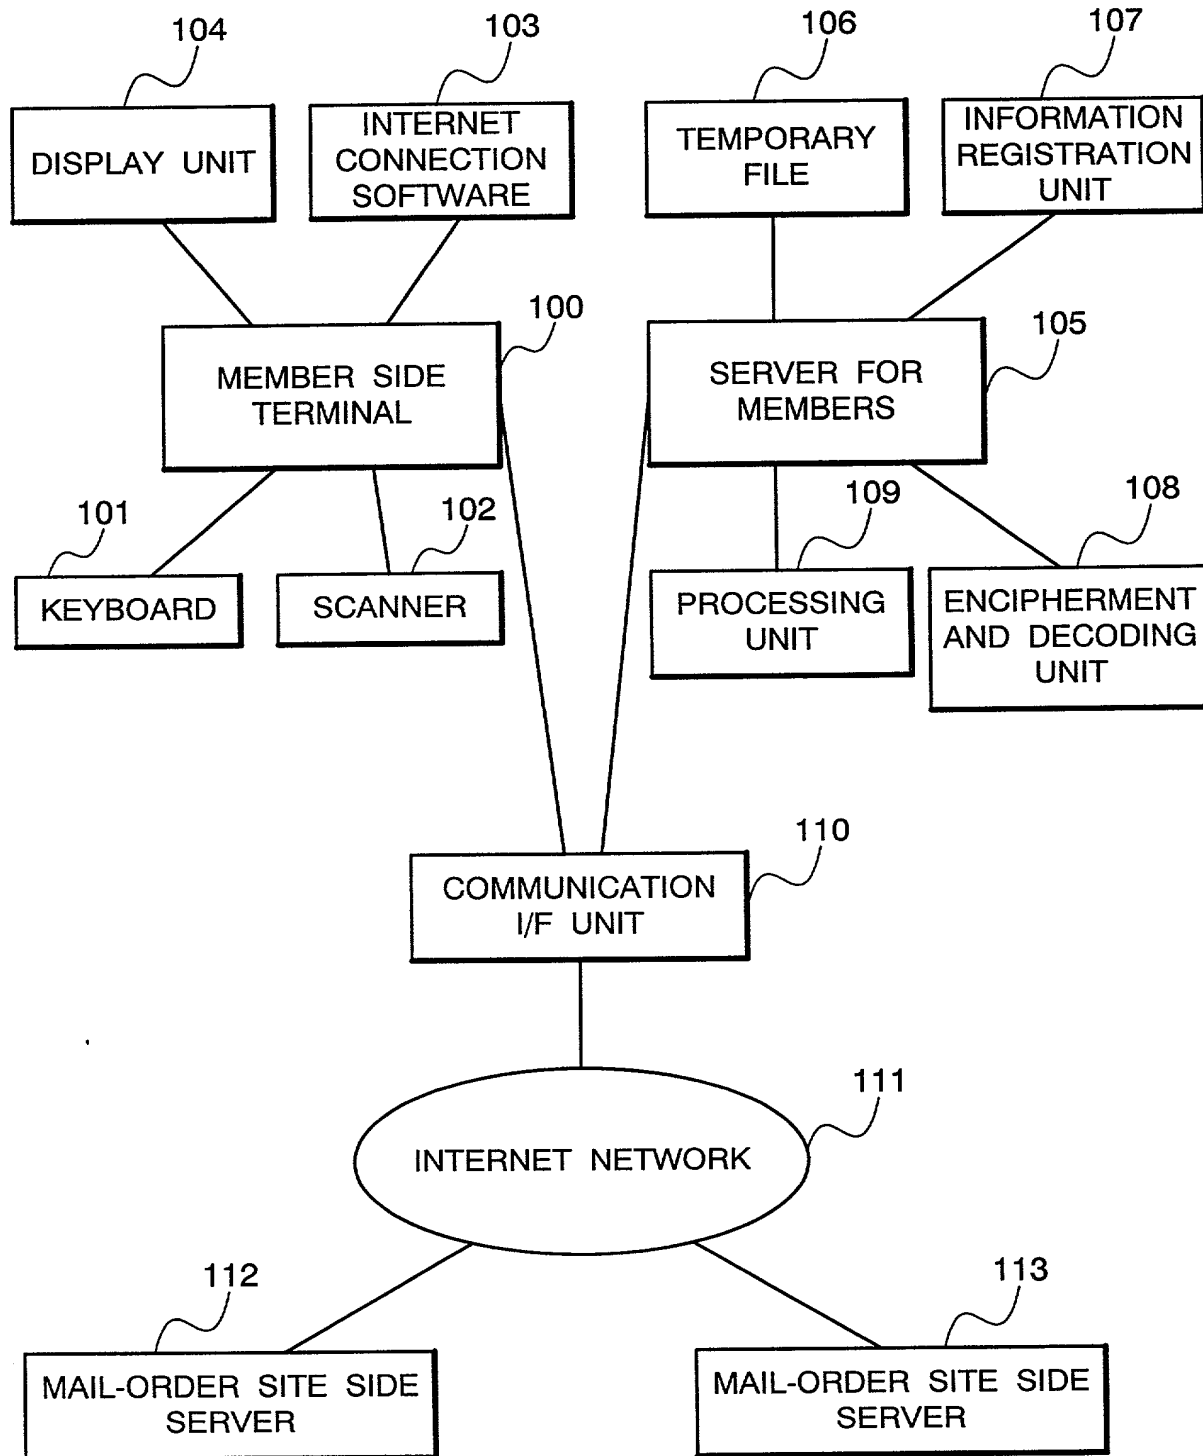 104
103
106
107
DISPLAY UNIT
INTERNET
CONNECTION
SOFTWARE
TEMPORARY
FILE
INFORMATION
REGISTRATION
UNIT
100
105
MEMBER SIDE
TERMINAL
SERVER FOR
MEMBERS
101
102
109
108
KEYBOARD
SCANNER
PROCESSING
UNIT
ENCIPHERMENT
AND DECODING
UNIT
110
COMMUNICATION
I/F UNIT
111
INTERNET NETWORK
112
113
MAIL-ORDER SITE SIDE
SERVER
MAIL-ORDER SITE SIDE
SERVER